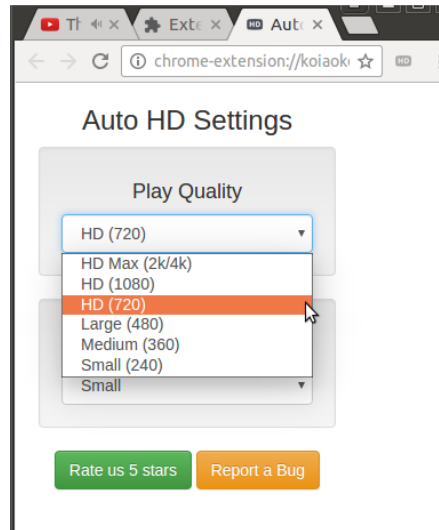 Th
Exte
HD Auto
chrome-extension://koiaok
HD
Auto HD Settings
Play Quality
HD (720)
HD Max (2k/4k)
HD (1080)
HD (720)
Large (480)
Medium (360)
Small (240)
Small
Rate us 5 stars
Report a Bug